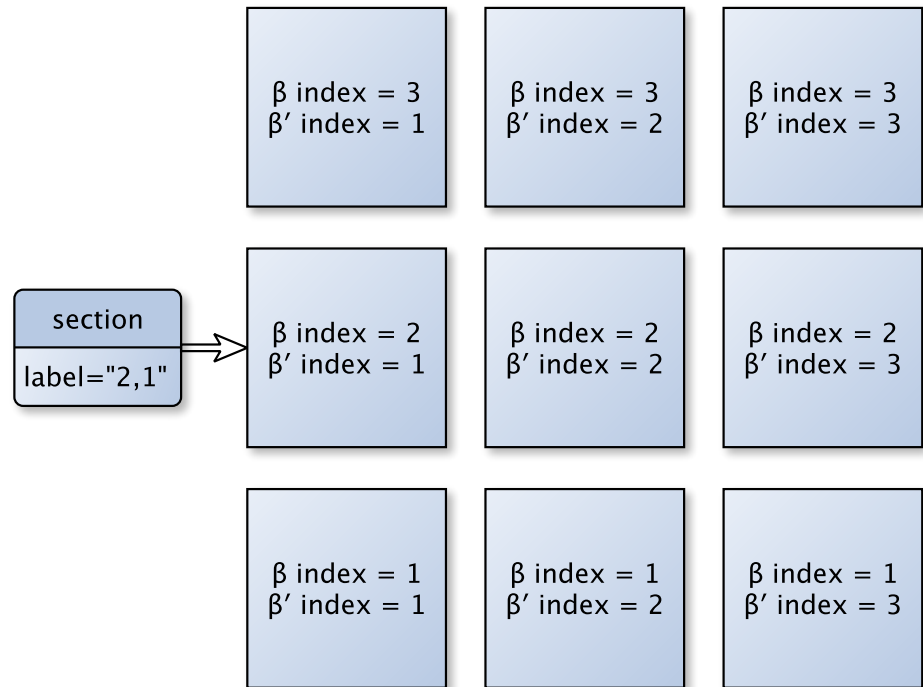 β index = 3
β′ index = 1
β index = 3
β′ index = 2
β index = 3
β′ index = 3
section
label="2,1"
β index = 2
β′ index = 1
β index = 2
β′ index = 2
β index = 2
β′ index = 3
β index = 1
β′ index = 1
β index = 1
β′ index = 2
β index = 1
β′ index = 3